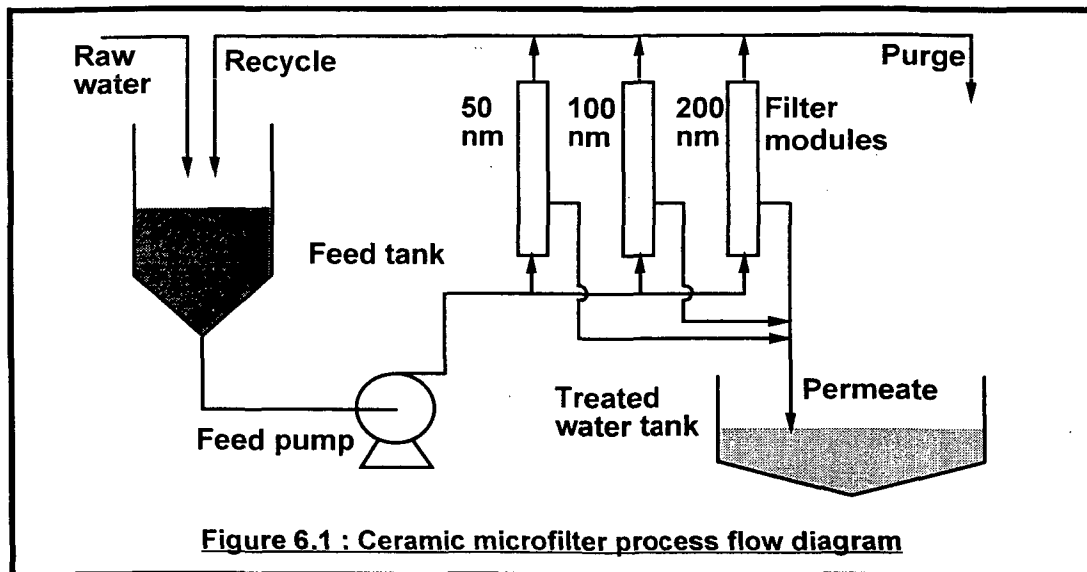 Raw
water
Recycle
50
nm
100
nm
200
nm
Filter
modules
Purge
Feed tank
Feed pump
Treated
water tank
Permeate
Figure 6.1 : Ceramic microfilter process flow diagram